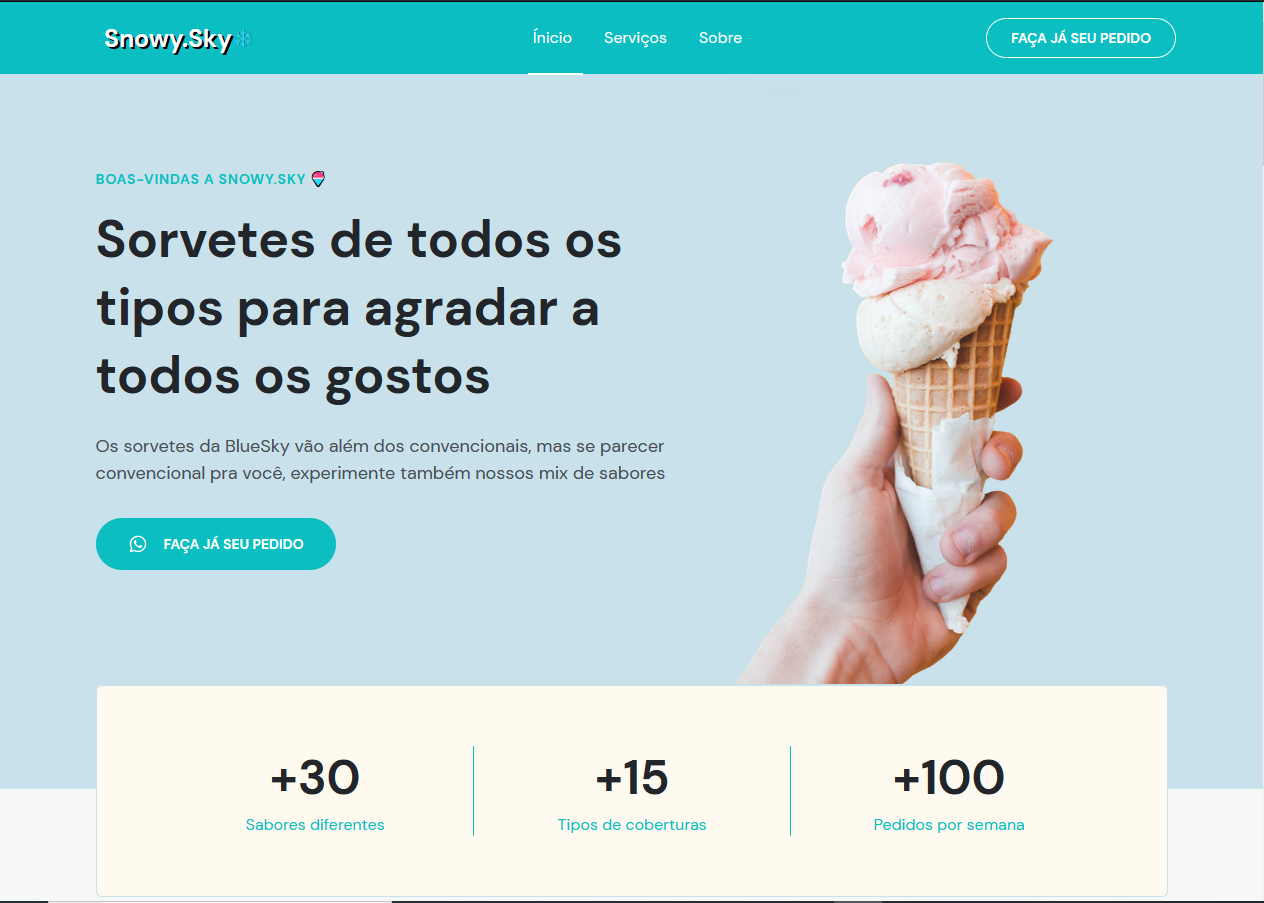 Snowy.Sky
Ínicio
Serviços
Sobre
FAÇA JÁ SEU PEDIDO
BOAS-VINDAS A SNOWY.SKY
Sorvetes de todos os
tipos para agradar a
todos os gostos
Os sorvetes da BlueSky vão além dos convencionais, mas se parecer
convencional pra você, experimente também nossos mix de sabores
FAÇA JÁ SEU PEDIDO
+30
Sabores diferentes
+15
Tipos de coberturas
+100
Pedidos por semana